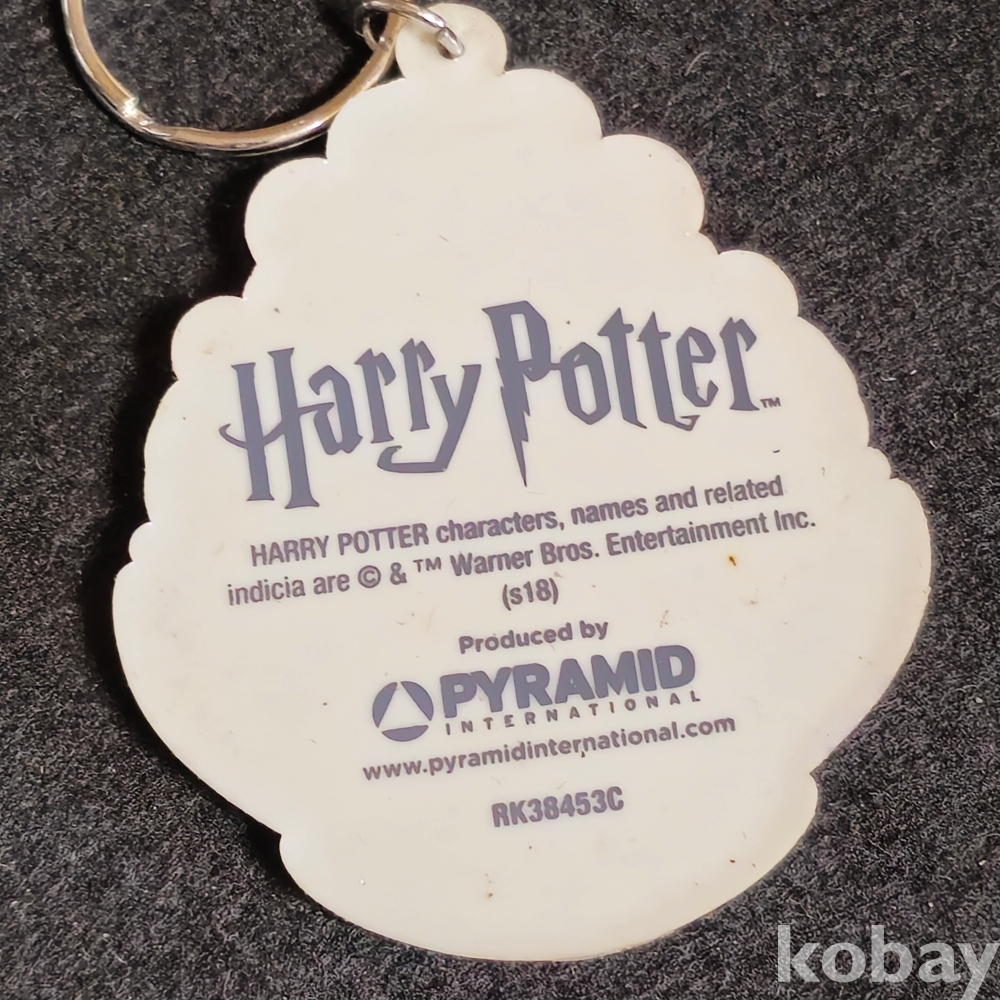 Harry Potter™
HARRY POTTER characters, names and related
indicia are © & ™ Warner Bros. Entertainment Inc.
(s18)
Produced by
PYRAMID
INTERNATIONAL
www.pyramidinternational.com
RK38453C
kobay